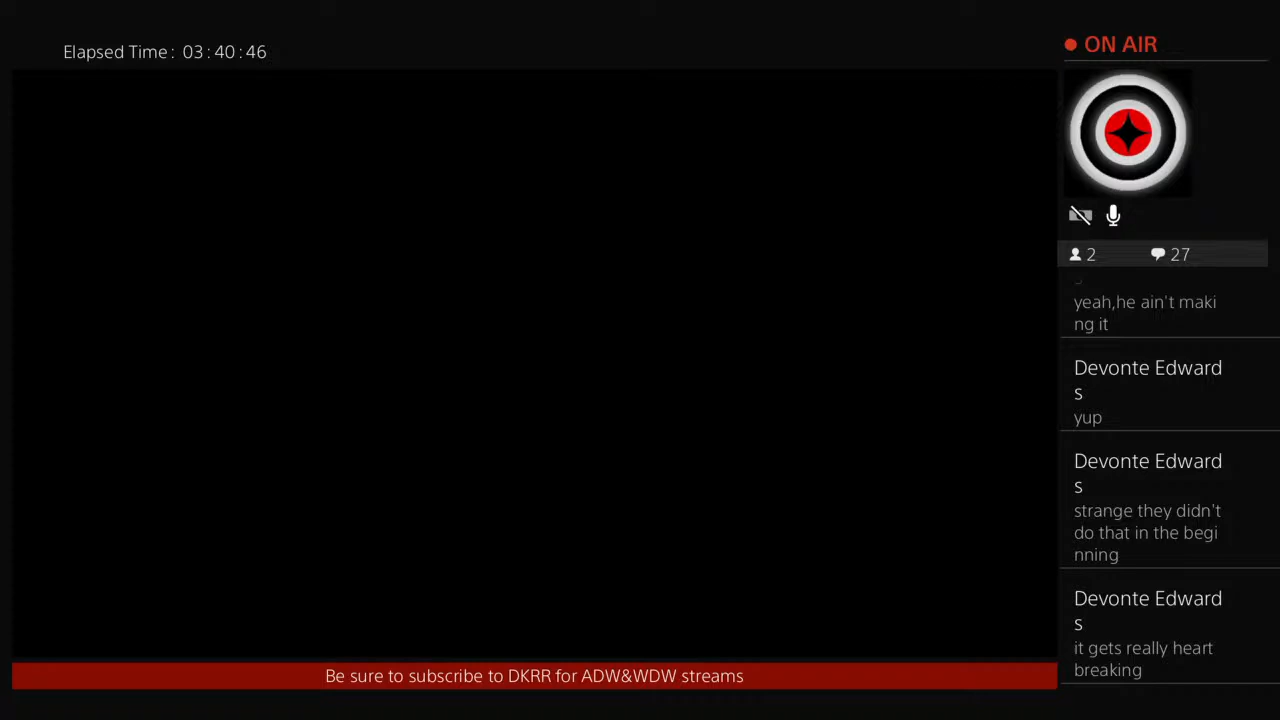 Elapsed Time: 03:40:46
ON AIR
2 27
yeah,he ain't maki
ng it
Devonte Edward
s
yup
Devonte Edward
s
strange they didn't
do that in the begi
nning
Devonte Edward
s
it gets really heart
breaking
Be sure to subscribe to DKRR for ADW&WDW streams